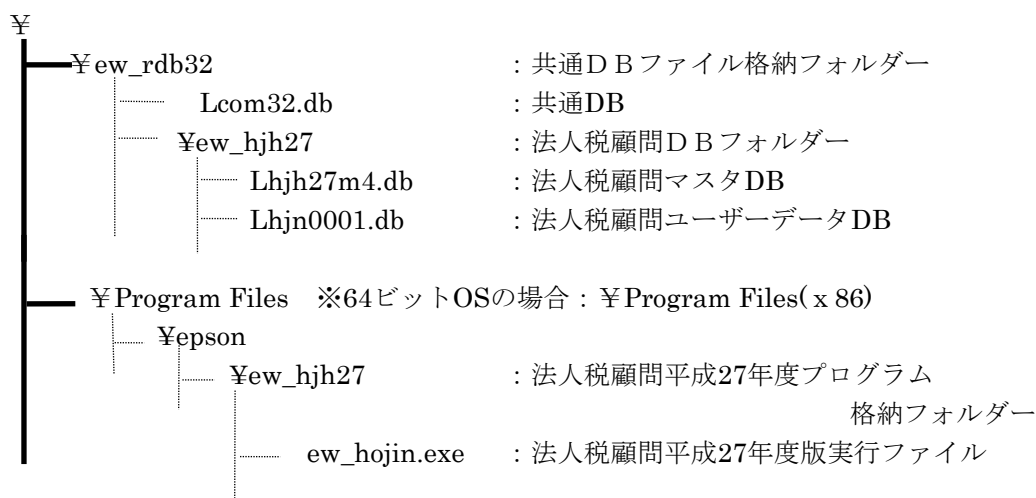 ¥
¥ew_rdb32 : 共通ＤＢファイル格納フォルダー
Lcom32.db : 共通DB
¥ew_hjh27 : 法人税顧問ＤＢフォルダー
Lhjh27m4.db : 法人税顧問マスタDB
Lhjn0001.db : 法人税顧問ユーザーデータDB
¥Program Files ※64ビットOSの場合：¥Program Files(ｘ86)
¥epson
¥ew_hjh27 : 法人税顧問平成27年度プログラム
格納フォルダー
ew_hojin.exe : 法人税顧問平成27年度版実行ファイル